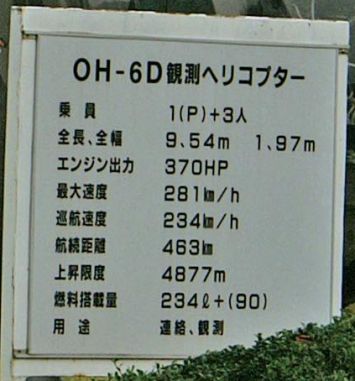 OH-6D観測ヘリコプター
乗員 1(P)+3人
全長、全幅 9.54m 1.97m
エンジン出力 370HP
最大速度 281㎞/h
巡航速度 234㎞/h
航続距離 463㎞
上昇限度 4877m
燃料搭載量 234ℓ+(90)
用途 連絡、観測